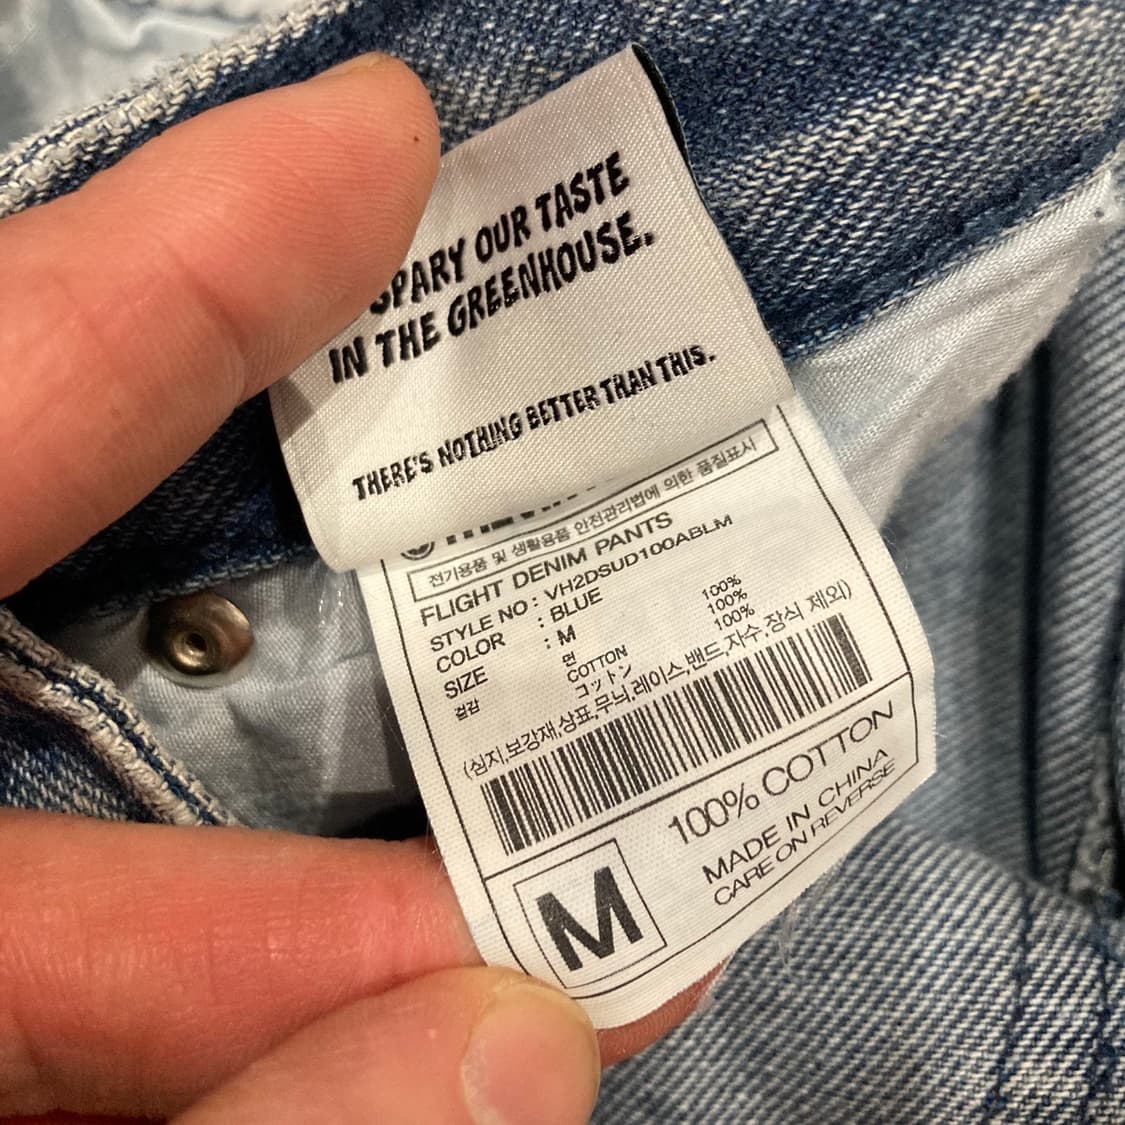 SPARY OUR TASTE
IN THE GREENHOUSE.
THERE'S NOTHING BETTER THAN THIS.
전기용품 및 생활용품 안전관리법에 의한 품질표시
FLIGHT DENIM PANTS
STYLE NO : VH2DSUD100ABLM
COLOR : BLUE
SIZE : M
겉감 면 100%
COTTON 100%
コットン 100%
(심지,보강재,상표,무늬,레이스,밴드,자수,장식 제외)
M
100% COTTON
MADE IN CHINA
CARE ON REVERSE